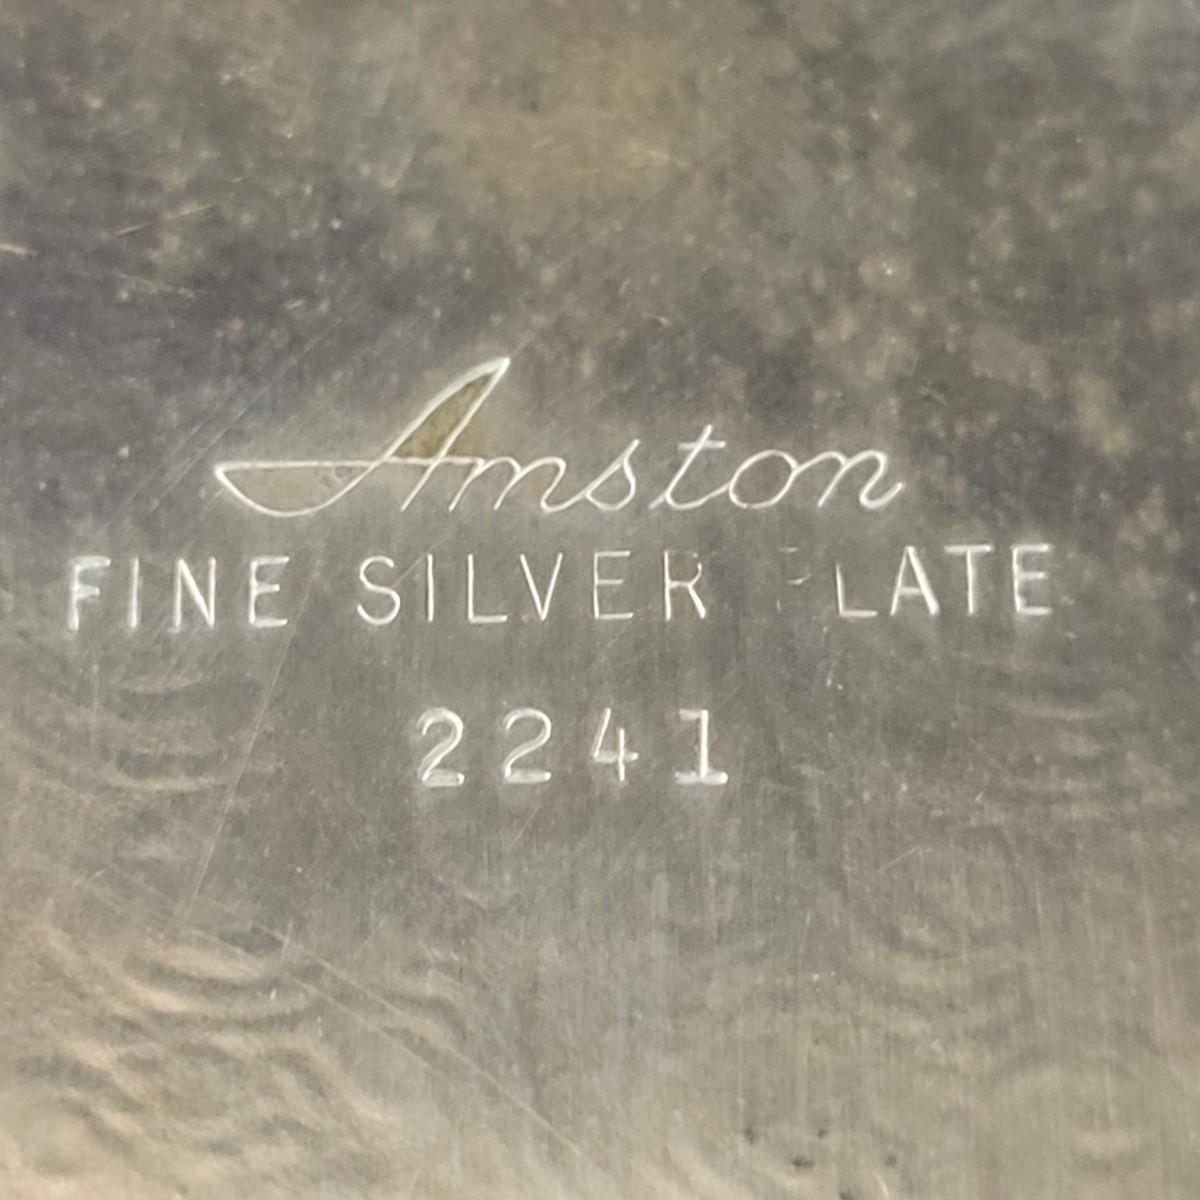 Amston
FINE SILVER PLATE
2241